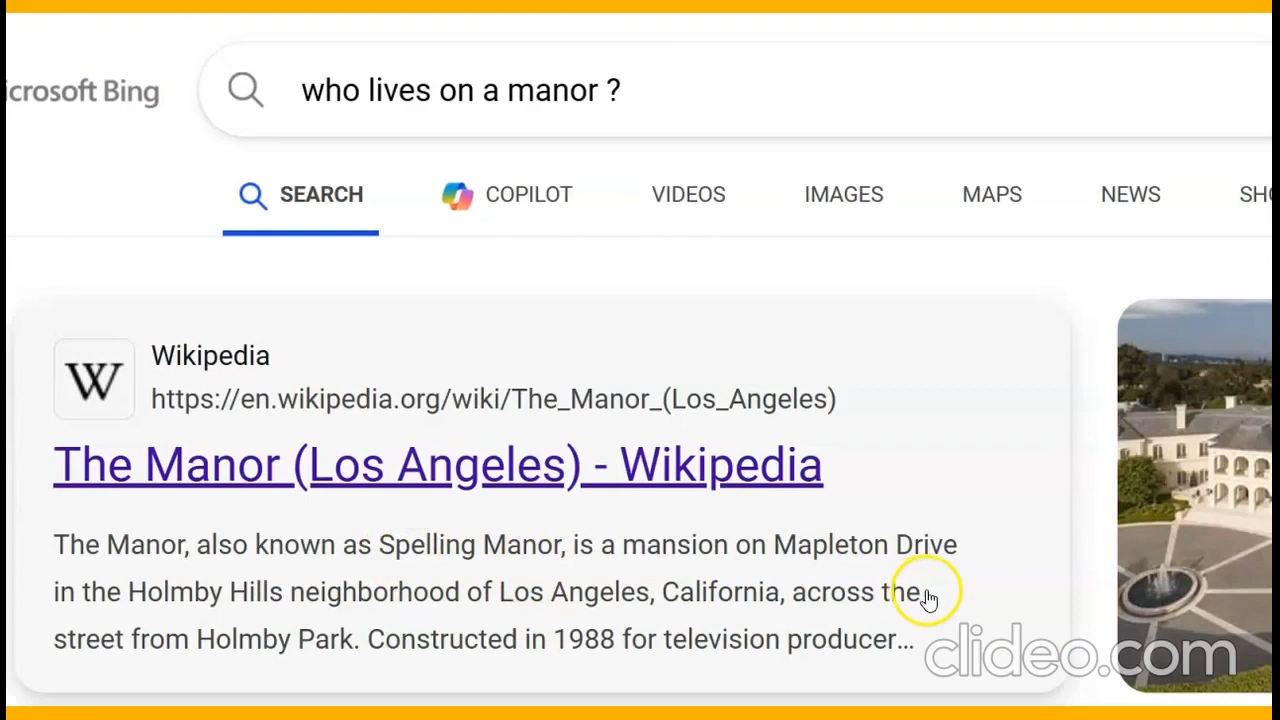 icrosoft Bing
who lives on a manor ?
SEARCH COPILOT VIDEOS IMAGES MAPS NEWS SHO
W Wikipedia
https://en.wikipedia.org/wiki/The_Manor_(Los_Angeles)
The Manor (Los Angeles) - Wikipedia
The Manor, also known as Spelling Manor, is a mansion on Mapleton Drive
in the Holmby Hills neighborhood of Los Angeles, California, across the
street from Holmby Park. Constructed in 1988 for television producer...
clideo.com